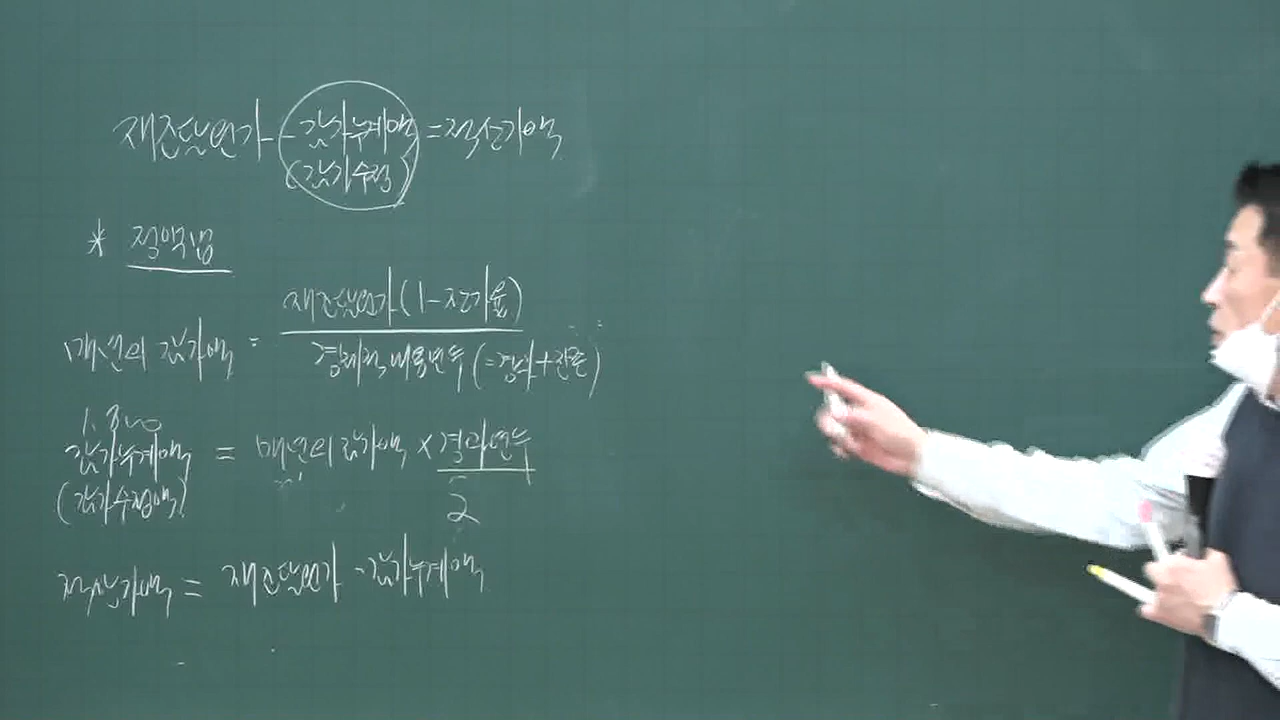 재조달원가 - 감가누계액 = 적산가액
(감가수정)
* 정액법
매년의 감가액 = 재조달원가(1-잔가율)
경제적 내용년수 (=경과+잔존)
감가누계액 = 매년의 감가액 × 경과년수
(감가수정액) 2
적산가액 = 재조달원가 - 감가누계액